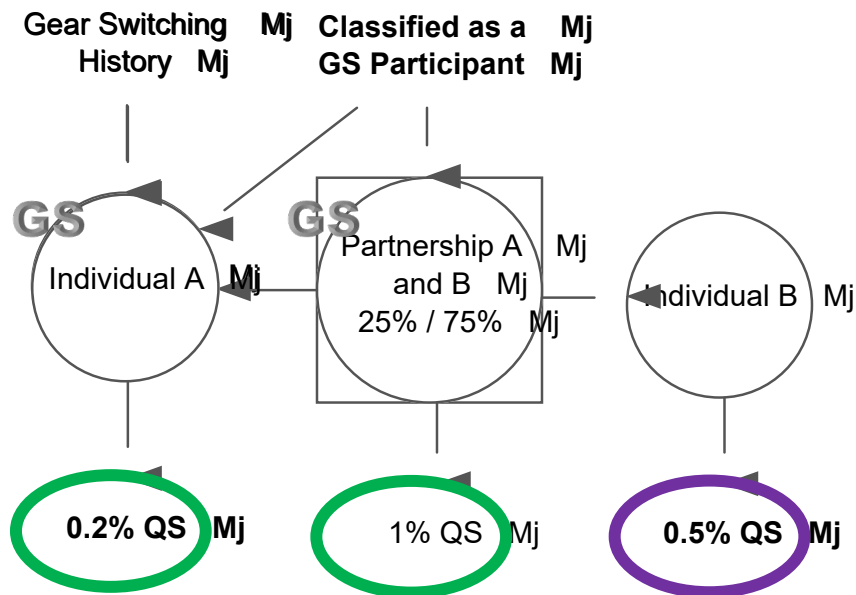 Gear Switching Mj
History Mj
Classified as a Mj
GS Participant Mj
GS
Individual A Mj
GS
Partnership A Mj
and B Mj
25% / 75% Mj
Individual B Mj
0.2% QS Mj
1% QS Mj
0.5% QS Mj